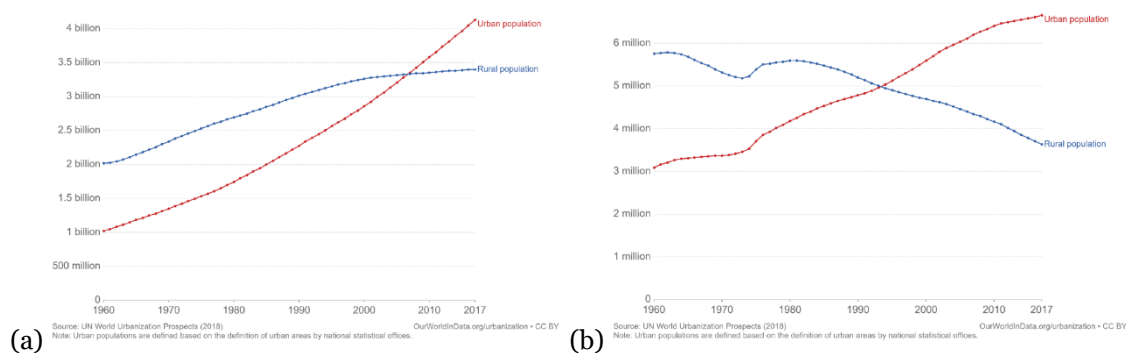 4 billion
Urban population
3.5 billion
Rural population
3 billion
2.5 billion
2 billion
1.5 billion
1 billion
500 million
0
1960
1970
1980
1990
2000
2010
2017
(a)
Source: UN World Urbanization Prospects (2018)
OurWorldInData.org/urbanization • CC BY
Note: Urban populations are defined based on the definition of urban areas by national statistical offices.
Urban population
6 million
5 million
4 million
Rural population
3 million
2 million
1 million
0
1960
1970
1980
1990
2000
2010
2017
(b)
Source: UN World Urbanization Prospects (2018)
OurWorldInData.org/urbanization • CC BY
Note: Urban populations are defined based on the definition of urban areas by national statistical offices.